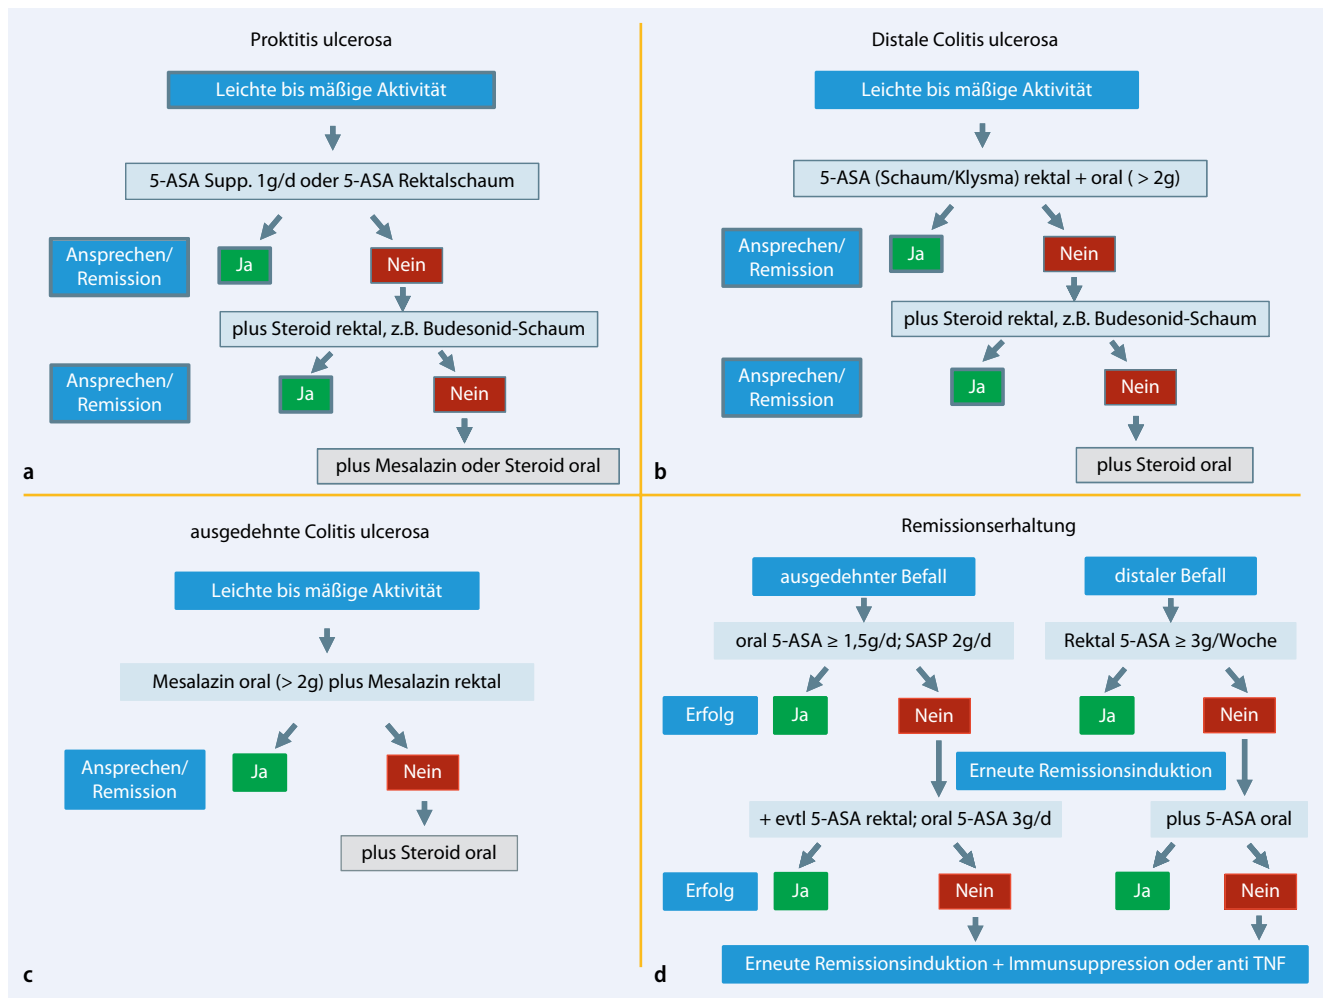 Proktitis ulcerosa
Leichte bis mäßige Aktivität
5-ASA Supp. 1g/d oder 5-ASA Rektalschaum
Ansprechen/
Remission
Ja
Nein
plus Steroid rektal, z.B. Budesonid-Schaum
Ansprechen/
Remission
Ja
Nein
plus Mesalazin oder Steroid oral
a
Distale Colitis ulcerosa
Leichte bis mäßige Aktivität
5-ASA (Schaum/Klysma) rektal + oral ( > 2g)
Ansprechen/
Remission
Ja
Nein
plus Steroid rektal, z.B. Budesonid-Schaum
Ansprechen/
Remission
Ja
Nein
plus Steroid oral
b
ausgedehnte Colitis ulcerosa
Leichte bis mäßige Aktivität
Mesalazin oral (> 2g) plus Mesalazin rektal
Ansprechen/
Remission
Ja
Nein
plus Steroid oral
c
Remissionserhaltung
ausgedehnter Befall
distaler Befall
oral 5-ASA ≥ 1,5g/d; SASP 2g/d
Rektal 5-ASA ≥ 3g/Woche
Erfolg
Ja
Nein
Ja
Nein
Erneute Remissionsinduktion
+ evtl 5-ASA rektal; oral 5-ASA 3g/d
plus 5-ASA oral
Erfolg
Ja
Nein
Ja
Nein
Erneute Remissionsinduktion + Immunsuppression oder anti TNF
d